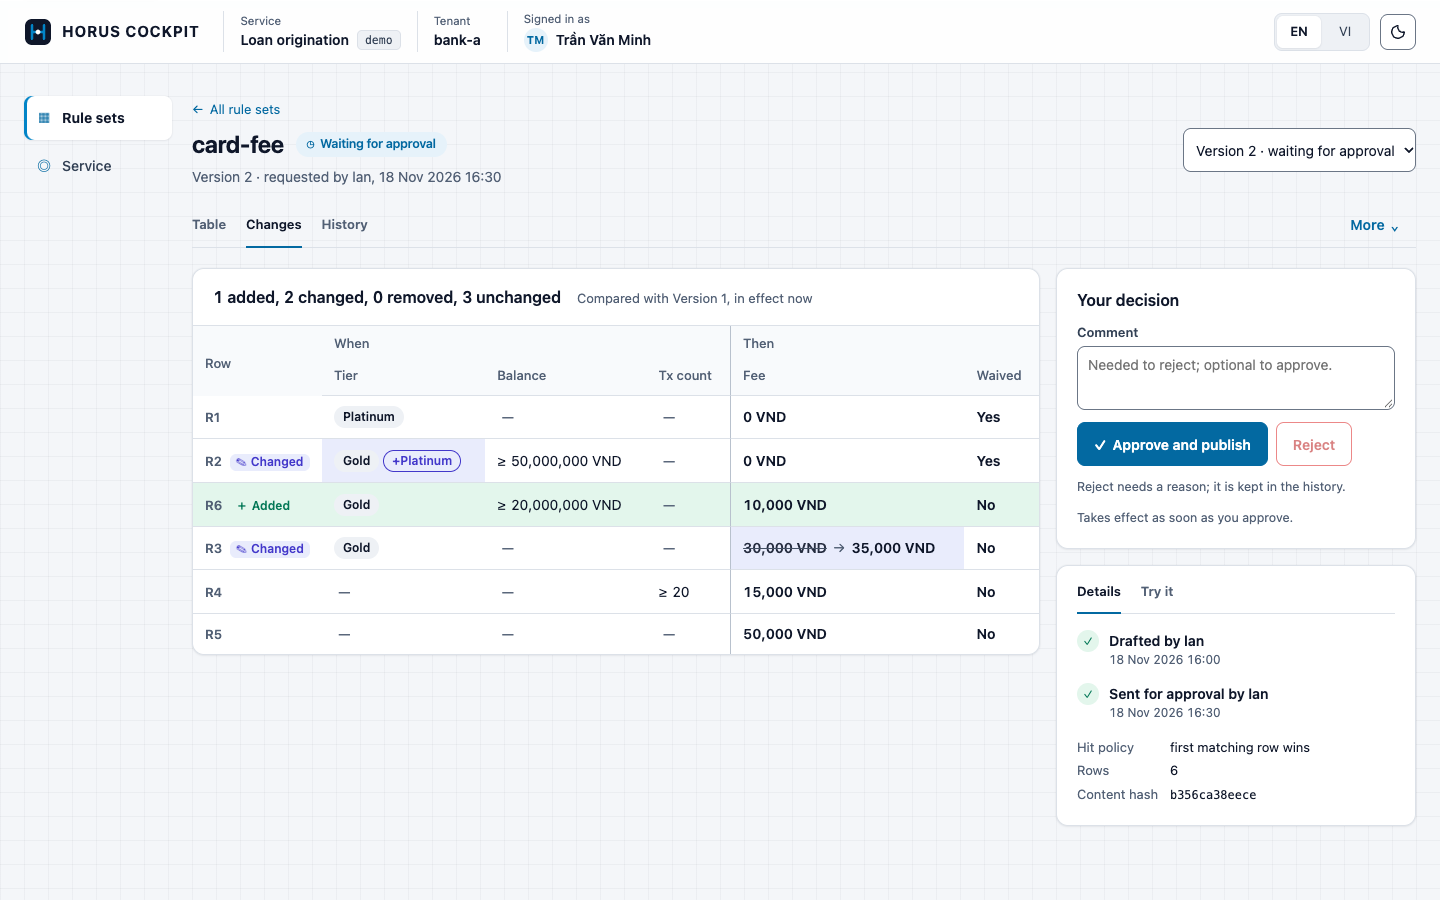 HORUS COCKPIT
Service
Loan origination demo
Tenant
bank-a
Signed in as
TM Trần Văn Minh
EN VI
Rule sets
Service
← All rule sets
card-fee Waiting for approval
Version 2 · requested by lan, 18 Nov 2026 16:30
Version 2 · waiting for approval
Table Changes History
More
1 added, 2 changed, 0 removed, 3 unchanged Compared with Version 1, in effect now
Row When Then
Tier Balance Tx count Fee Waived
R1 Platinum — — 0 VND Yes
R2 ✎ Changed Gold +Platinum ≥ 50,000,000 VND — 0 VND Yes
R6 + Added Gold ≥ 20,000,000 VND — 10,000 VND No
R3 ✎ Changed Gold — — 30,000 VND → 35,000 VND No
R4 — — ≥ 20 15,000 VND No
R5 — — — 50,000 VND No
Your decision
Comment
Needed to reject; optional to approve.
✓ Approve and publish Reject
Reject needs a reason; it is kept in the history.
Takes effect as soon as you approve.
Details Try it
✓ Drafted by lan
18 Nov 2026 16:00
✓ Sent for approval by lan
18 Nov 2026 16:30
Hit policy first matching row wins
Rows 6
Content hash b356ca38eece